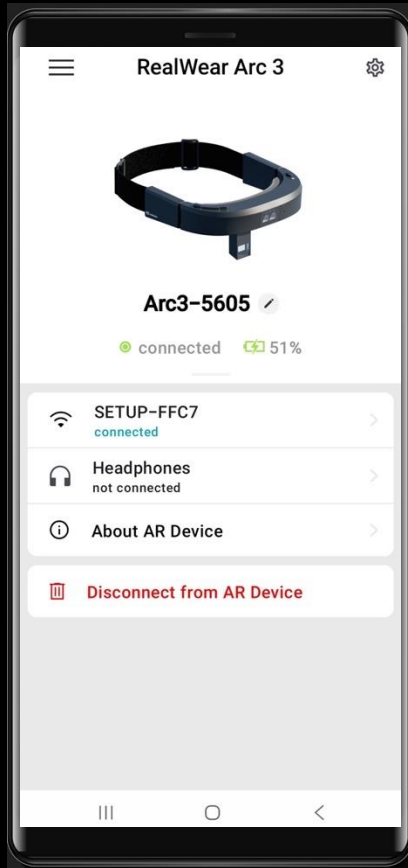 RealWear Arc 3
Arc3-5605
connected 51%
SETUP-FFC7
connected
Headphones
not connected
About AR Device
Disconnect from AR Device